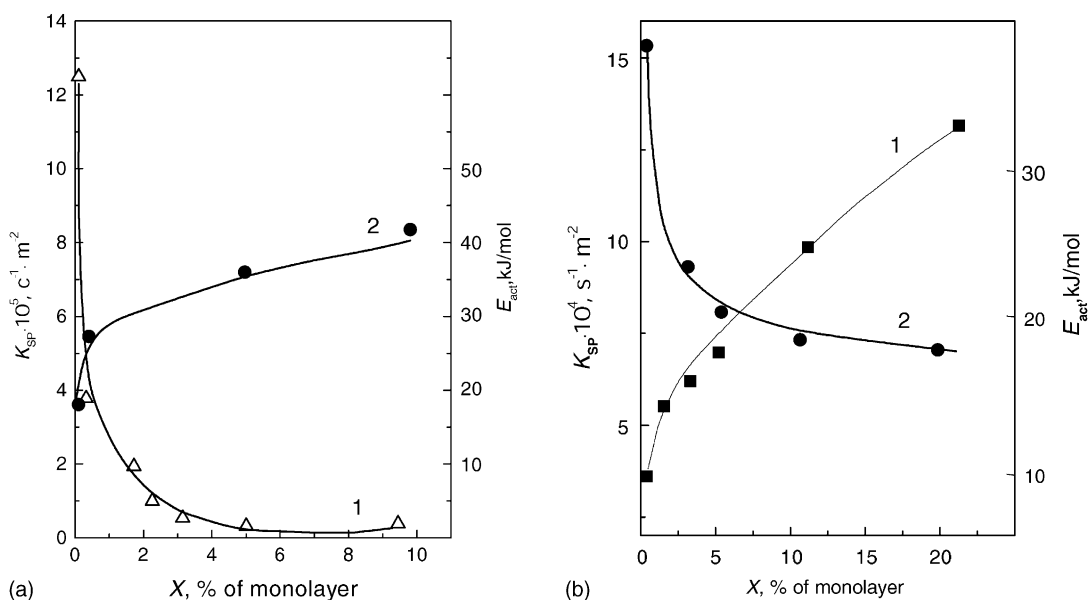 14
12
10
8
6
4
2
0
K_SP·10^5, c^-1· m^-2
50
40
30
20
10
E_act, kJ/mol
2
1
0 2 4 6 8 10
(a) X, % of monolayer
15
10
5
K_SP·10^4, s^-1· m^-2
30
20
10
E_act, kJ/mol
1
2
0 5 10 15 20
(b) X, % of monolayer